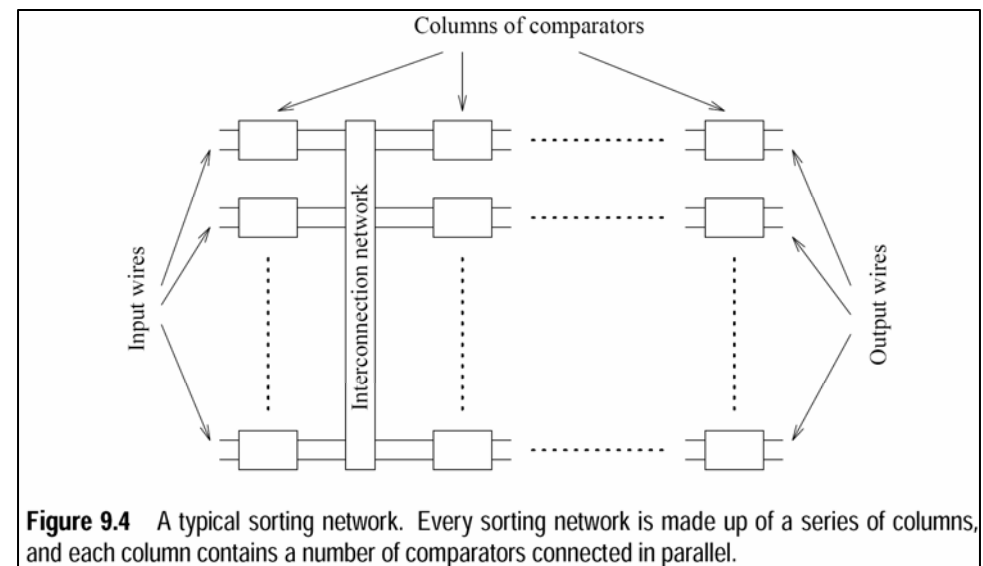 Columns of comparators
Input wires
Interconnection network
Output wires
Figure 9.4 A typical sorting network. Every sorting network is made up of a series of columns,
and each column contains a number of comparators connected in parallel.